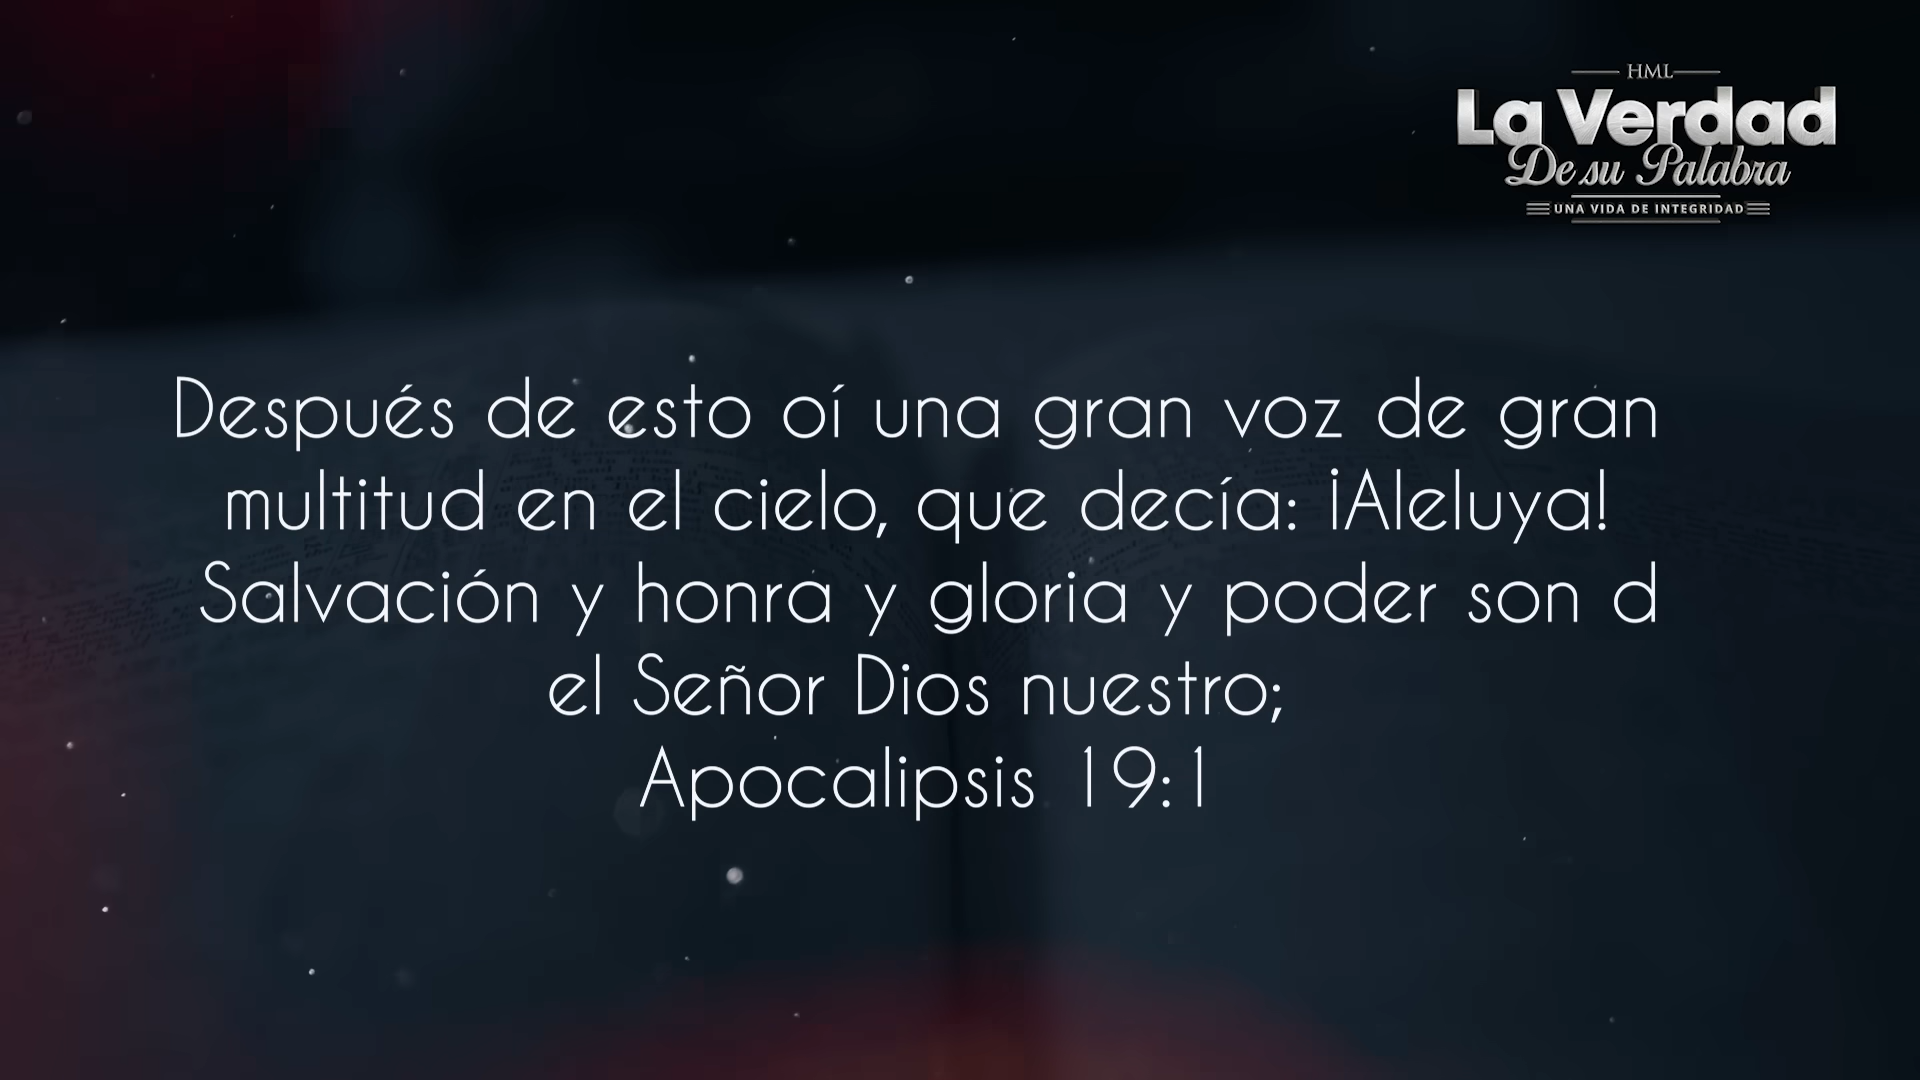 HML
La Verdad
De su Palabra
UNA VIDA DE INTEGRIDAD
Después de esto oí una gran voz de gran
multitud en el cielo, que decía: ¡Aleluya!
Salvación y honra y gloria y poder son d
el Señor Dios nuestro;
Apocalipsis 19:1